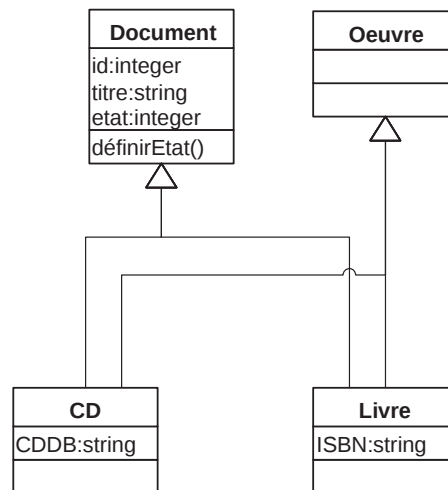 Document
id:integer
titre:string
etat:integer
définirEtat()
Oeuvre
CD
CDDB:string
Livre
ISBN:string